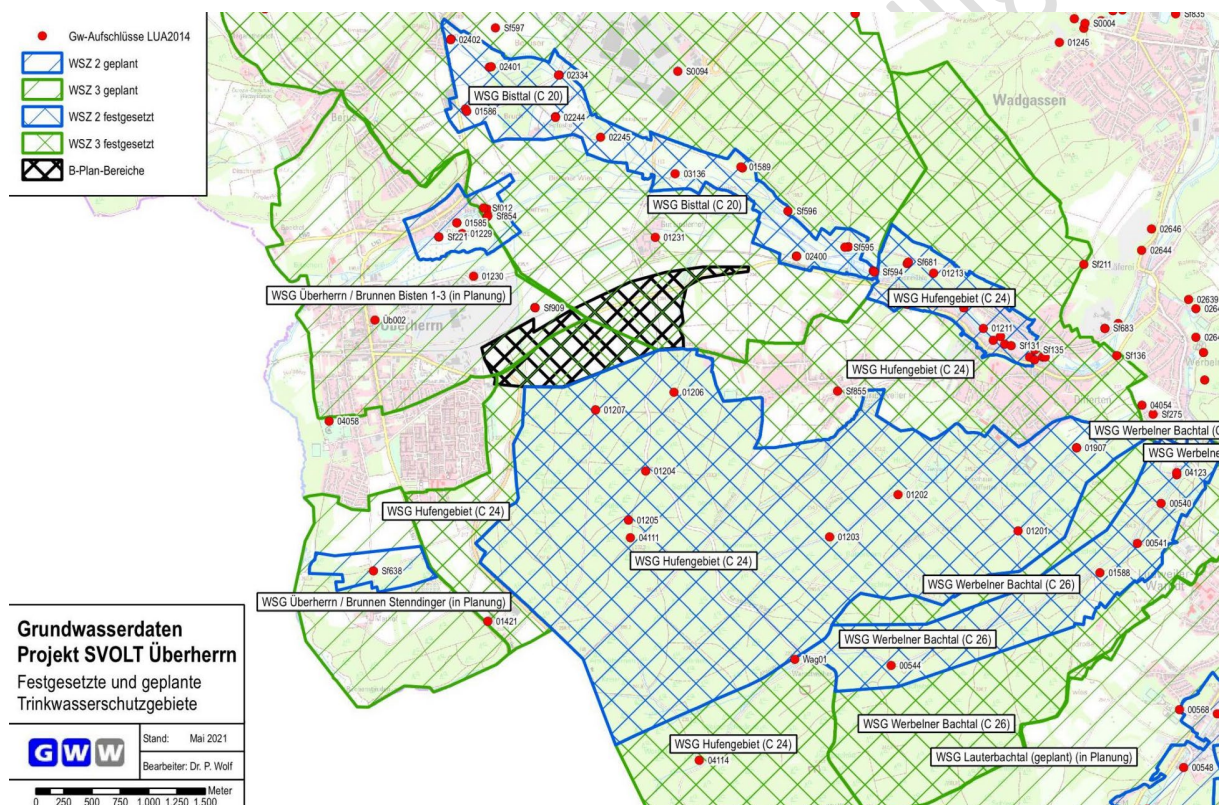 Gw-Aufschlüsse LUA2014
WSZ 2 geplant
WSZ 3 geplant
WSZ 2 festgesetzt
WSZ 3 festgesetzt
B-Plan-Bereiche
02402
Sf597
02401
02334
S0094
WSG Bisttal (C 20)
01586
02244
02245
Sf835
S0004
01245
Wadgassen
01589
03136
WSG Bisttal (C 20)
Sf596
Sf012
Sf854
01585
01229
Sf221
01231
Sf595
02400
02646
02644
Sf211
Sf681
Sf594
01213
01230
WSG Überherrn / Brunnen Bisten 1-3 (in Planung)
WSG Hufengebiet (C 24)
02639
Sf909
Üb002
Überherrn
01211
Sf683
Sf131
Sf135
Sf136
WSG Hufengebiet (C 24)
01206
Sf855
01207
04054
Sf275
04058
WSG Werbelner Bachtal (C
01907
WSG Werbelne
01204
04123
01202
00540
WSG Hufengebiet (C 24)
01205
04111
01203
01201
00541
WSG Hufengebiet (C 24)
Sf638
01588
WSG Werbelner Bachtal (C 26)
WSG Überherrn / Brunnen Stenndinger (in Planung)
01421
WSG Werbelner Bachtal (C 26)
Wag01
00544
00568
WSG Werbelner Bachtal (C 26)
WSG Hufengebiet (C 24)
WSG Lauterbachtal (geplant) (in Planung)
04114
00548
Grundwasserdaten
Projekt SVOLT Überherrn
Festgesetzte und geplante
Trinkwasserschutzgebiete
GWW
Stand: Mai 2021
Bearbeiter: Dr. P. Wolf
Meter
0 250 500 750 1.000 1.250 1.500